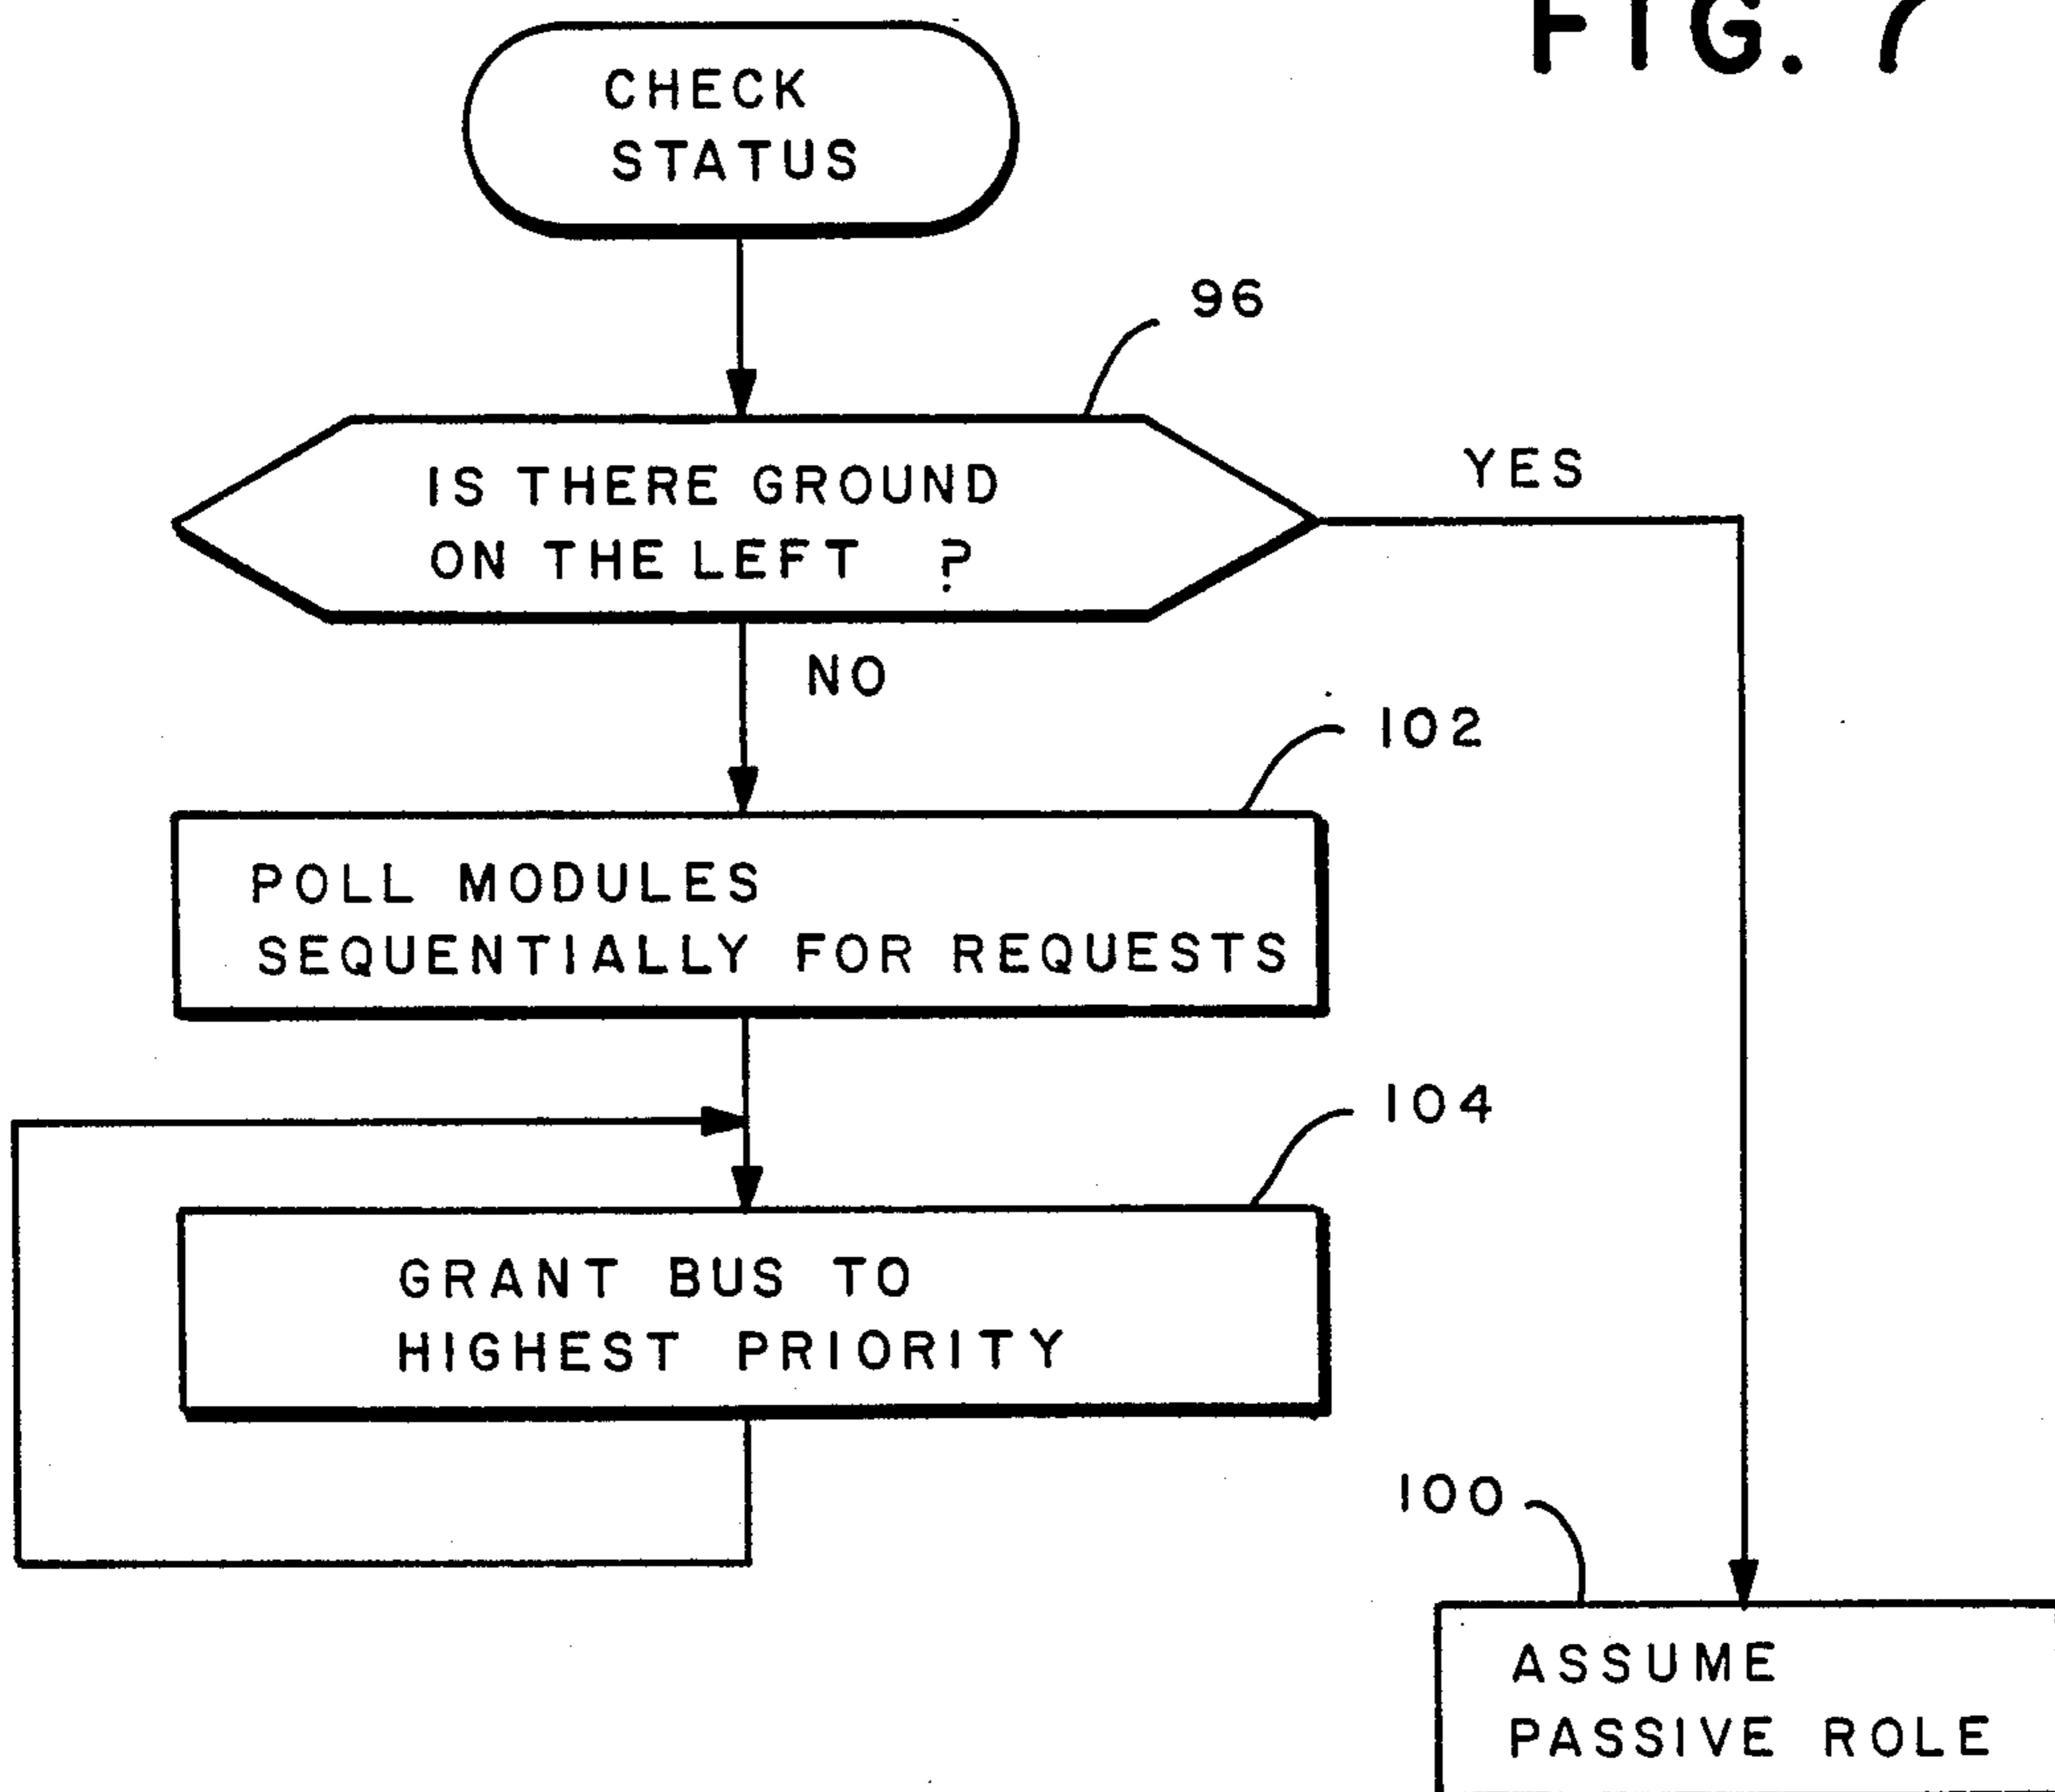 FIG. 7
CHECK
STATUS
96
IS THERE GROUND
ON THE LEFT ?
YES
NO
102
POLL MODULES
SEQUENTIALLY FOR REQUESTS
104
GRANT BUS TO
HIGHEST PRIORITY
100
ASSUME
PASSIVE ROLE